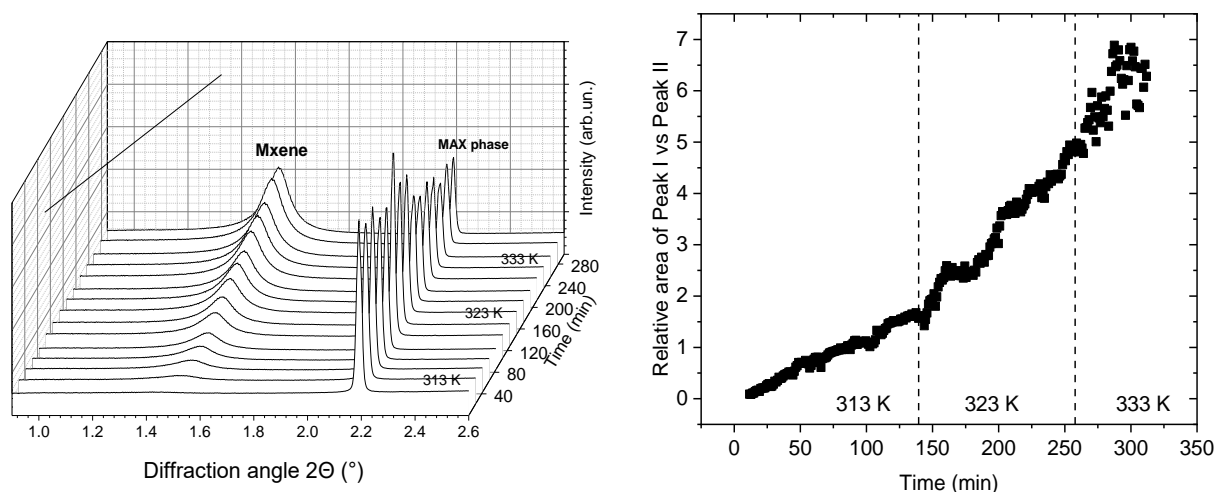 Mxene
MAX phase
Intensity (arb.un.)
333 K
323 K
313 K
280
240
200
160
120
80
40
Time (min)
1.0 1.2 1.4 1.6 1.8 2.0 2.2 2.4 2.6
Diffraction angle 2Θ (°)
7
6
5
4
3
2
1
0
Relative area of Peak I vs Peak II
313 K 323 K 333 K
0 50 100 150 200 250 300 350
Time (min)